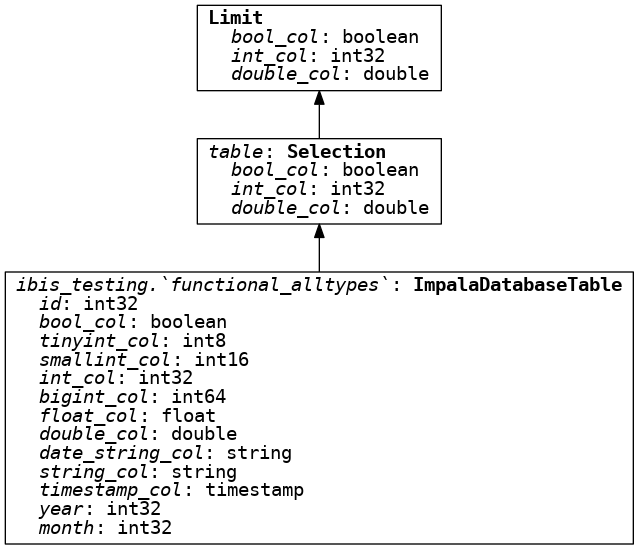 Limit
bool_col: boolean
int_col: int32
double_col: double
table: Selection
bool_col: boolean
int_col: int32
double_col: double
ibis_testing.`functional_alltypes`: ImpalaDatabaseTable
id: int32
bool_col: boolean
tinyint_col: int8
smallint_col: int16
int_col: int32
bigint_col: int64
float_col: float
double_col: double
date_string_col: string
string_col: string
timestamp_col: timestamp
year: int32
month: int32